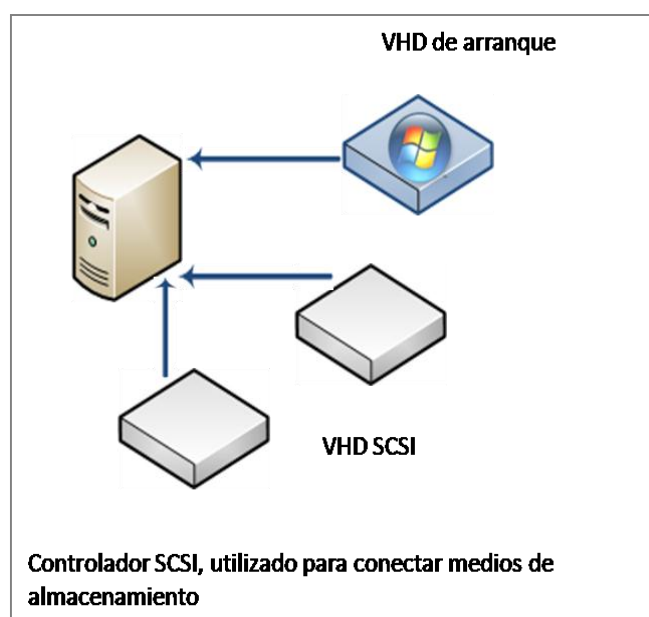 VHD de arranque
VHD SCSI
Controlador SCSI, utilizado para conectar medios de
almacenamiento